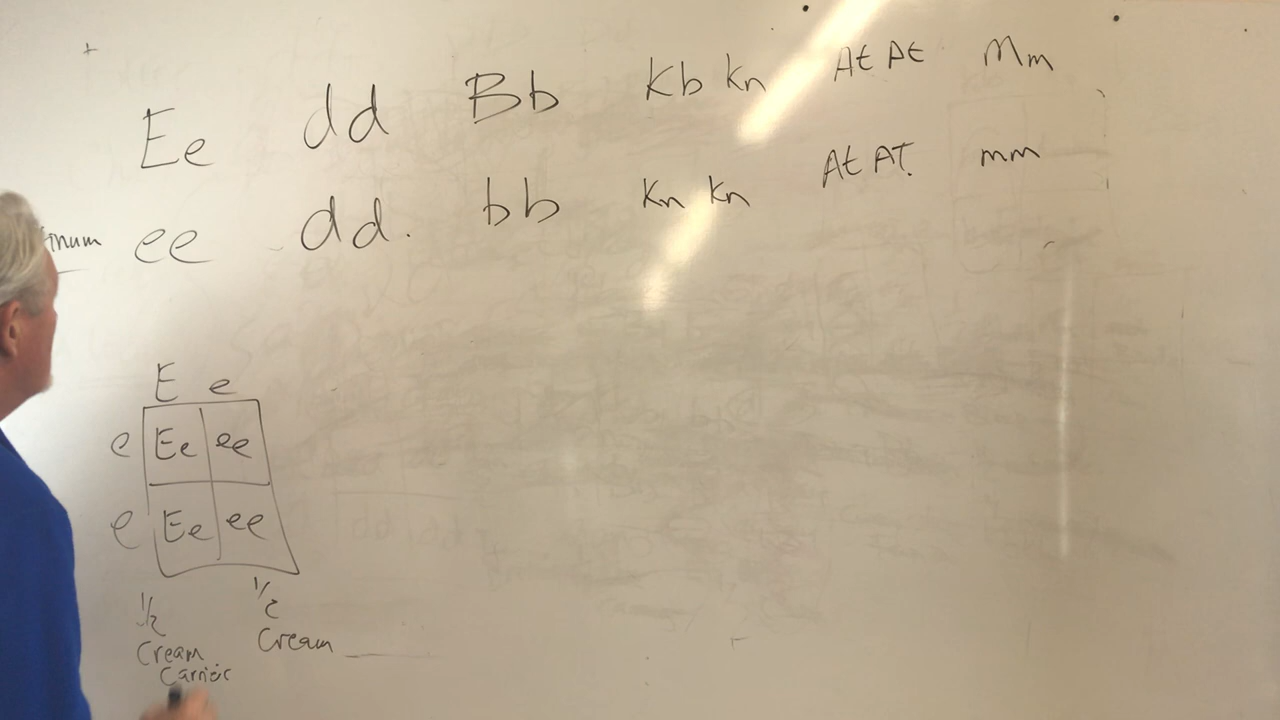 Ee dd Bb Kb kn At At Mm
ee dd. bb Kn kn At AT. mm
E e
e Ee ee
e Ee ee
1/2 1/2
Cream Cream
Carrier